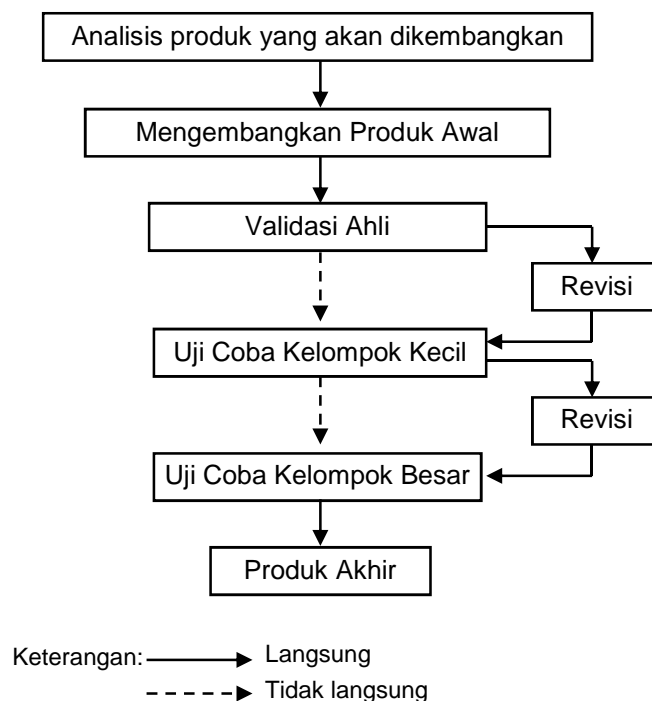 Analisis produk yang akan dikembangkan
Mengembangkan Produk Awal
Validasi Ahli
Revisi
Uji Coba Kelompok Kecil
Revisi
Uji Coba Kelompok Besar
Produk Akhir
Keterangan: Langsung
Tidak langsung